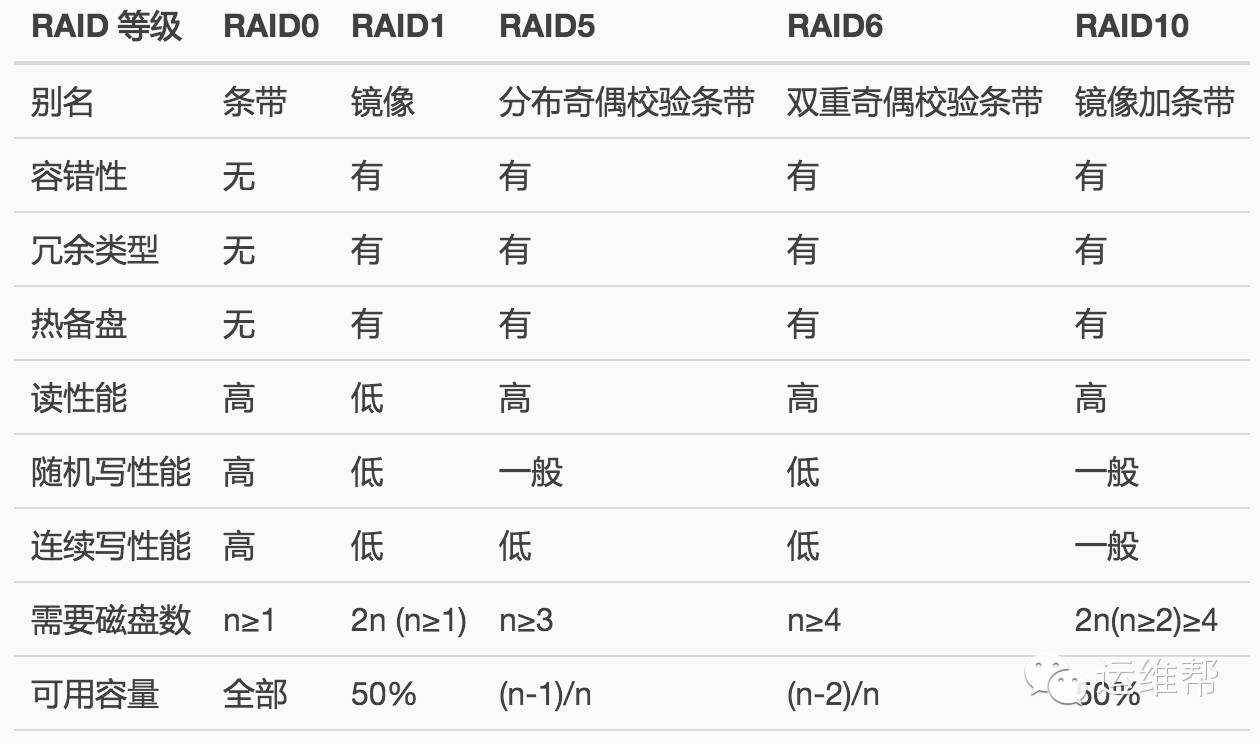 RAID 等级 RAID0 RAID1 RAID5 RAID6 RAID10
别名 条带 镜像 分布奇偶校验条带 双重奇偶校验条带 镜像加条带
容错性 无 有 有 有 有
冗余类型 无 有 有 有 有
热备盘 无 有 有 有 有
读性能 高 低 高 高 高
随机写性能 高 低 一般 低 一般
连续写性能 高 低 低 低 一般
需要磁盘数 n≥1 2n (n≥1) n≥3 n≥4 2n(n≥2)≥4
可用容量 全部 50% (n-1)/n (n-2)/n 50%
运维帮